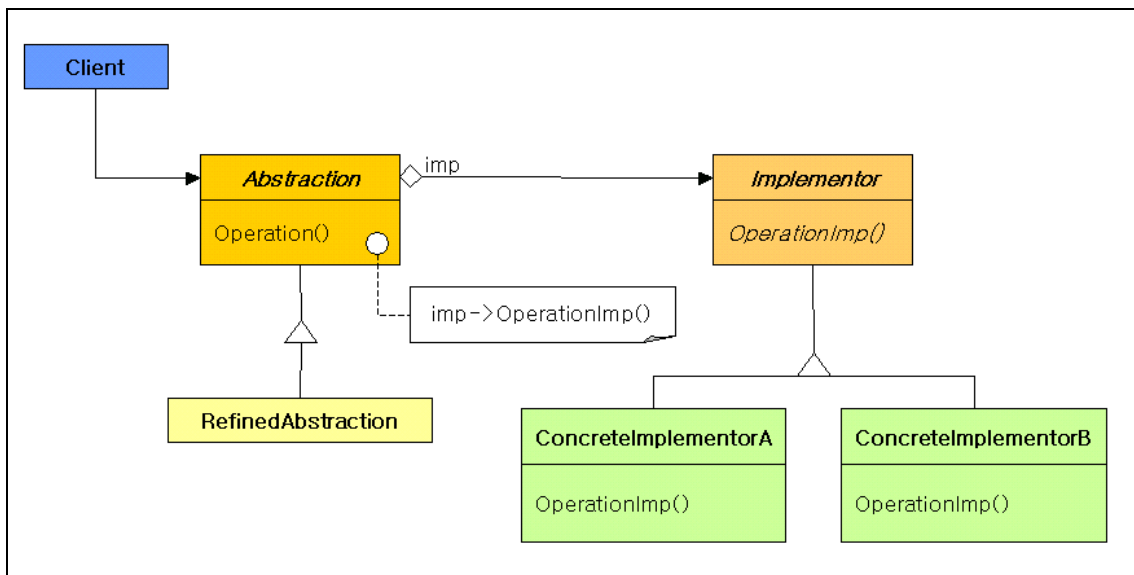 Client
Abstraction
imp
Implementor
Operation()
OperationImp()
imp->OperationImp()
RefinedAbstraction
ConcreteImplementorA
ConcreteImplementorB
OperationImp()
OperationImp()